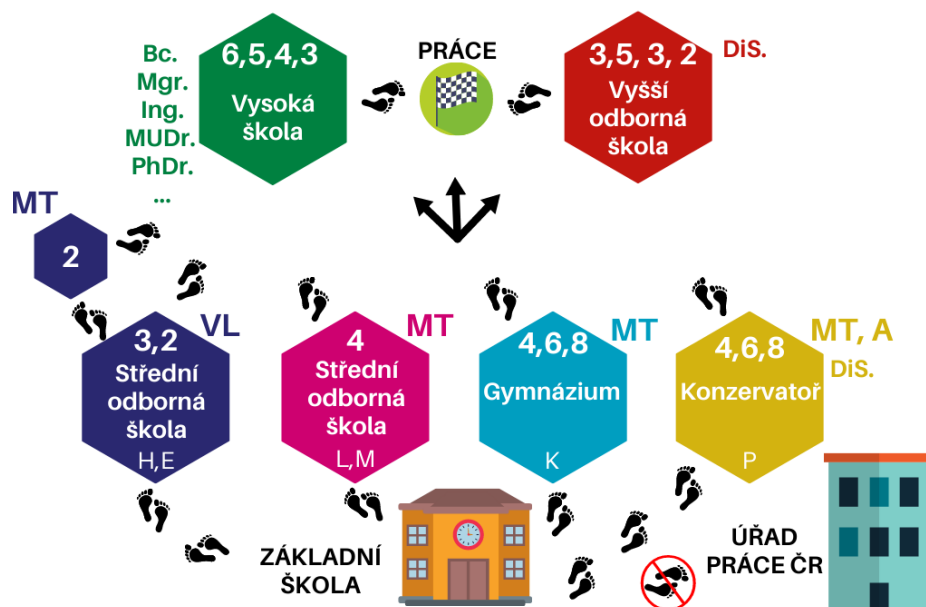 Bc.
Mgr.
Ing.
MUDr.
PhDr.
...
6,5,4,3
Vysoká
škola
PRÁCE
3,5, 3, 2
Vyšší
odborná
škola
DiS.
MT
2
3,2
Střední
odborná
škola
H,E
VL
4
Střední
odborná
škola
L,M
MT
4,6,8
Gymnázium
K
MT
4,6,8
Konzervatoř
P
MT, A
DiS.
ZÁKLADNÍ
ŠKOLA
ÚŘAD
PRÁCE ČR